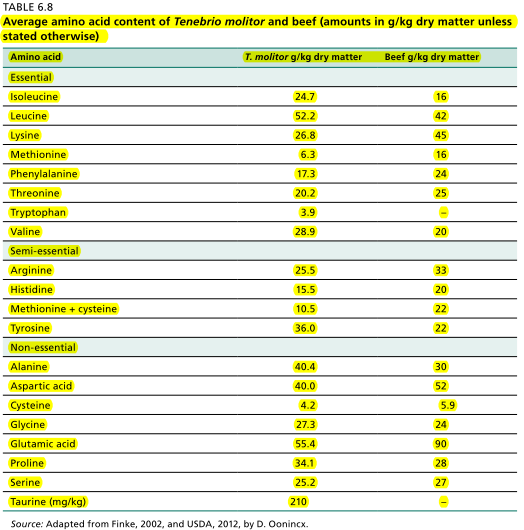 TABLE 6.8
Average amino acid content of Tenebrio molitor and beef (amounts in g/kg dry matter unless
stated otherwise)
Amino acid T. molitor g/kg dry matter Beef g/kg dry matter
Essential
Isoleucine 24.7 16
Leucine 52.2 42
Lysine 26.8 45
Methionine 6.3 16
Phenylalanine 17.3 24
Threonine 20.2 25
Tryptophan 3.9 –
Valine 28.9 20
Semi-essential
Arginine 25.5 33
Histidine 15.5 20
Methionine + cysteine 10.5 22
Tyrosine 36.0 22
Non-essential
Alanine 40.4 30
Aspartic acid 40.0 52
Cysteine 4.2 5.9
Glycine 27.3 24
Glutamic acid 55.4 90
Proline 34.1 28
Serine 25.2 27
Taurine (mg/kg) 210 –
Source: Adapted from Finke, 2002, and USDA, 2012, by D. Oonincx.